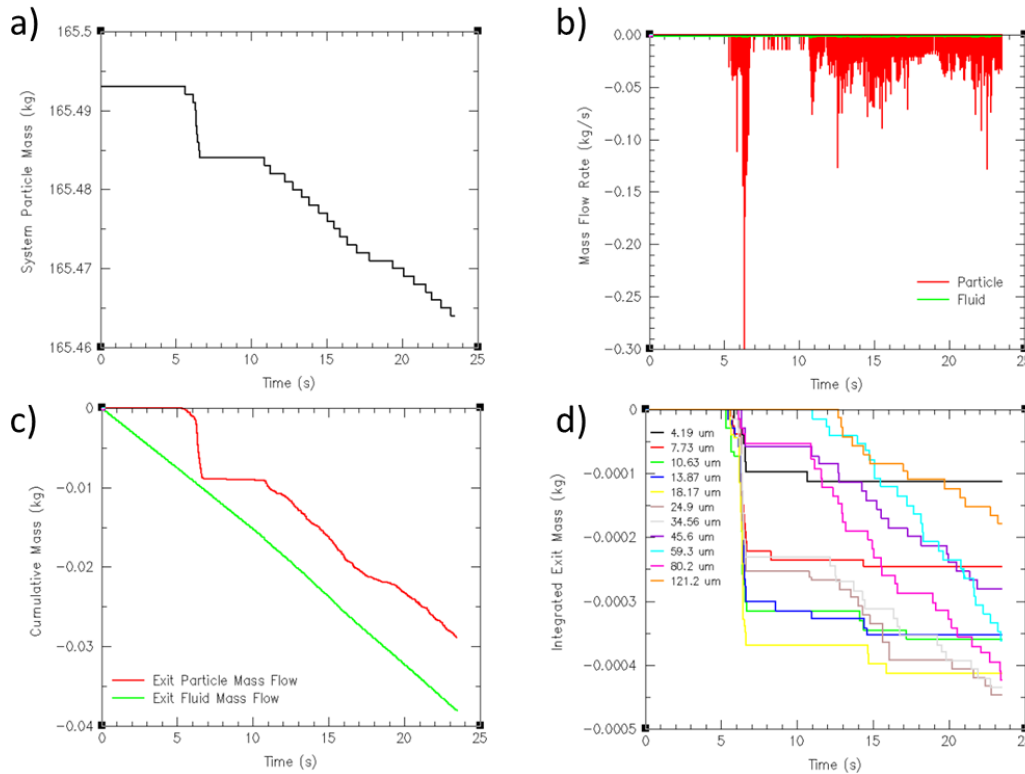 a)
165.5
165.49
165.48
165.47
165.46
System Particle Mass (kg)
0 5 10 15 20 25
Time (s)
b)
0.00
-0.05
-0.10
-0.15
-0.20
-0.25
-0.30
Mass Flow Rate (kg/s)
Particle
Fluid
0 5 10 15 20 25
Time (s)
c)
0
-0.01
-0.02
-0.03
-0.04
Cumulative Mass (kg)
Exit Particle Mass Flow
Exit Fluid Mass Flow
0 5 10 15 20 25
Time (s)
d)
0
-0.0001
-0.0002
-0.0003
-0.0004
-0.0005
Integrated Exit Mass (kg)
4.19 um
7.73 um
10.63 um
13.87 um
18.17 um
24.9 um
34.56 um
45.6 um
59.3 um
80.2 um
121.2 um
0 5 10 15 20 25
Time (s)